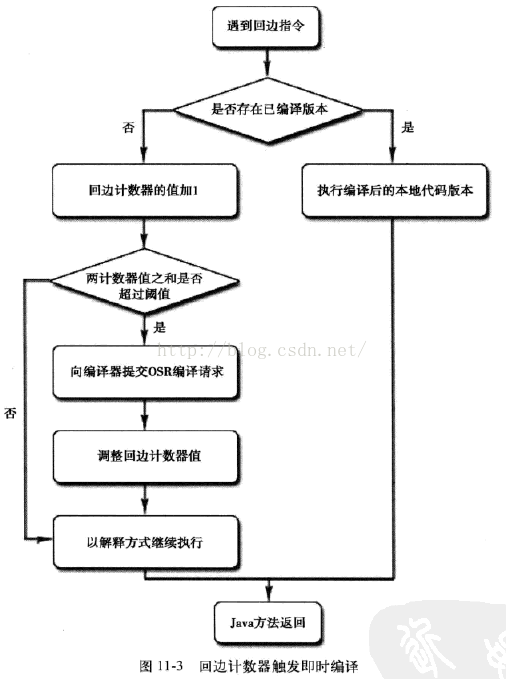 遇到回边指令
是否存在已编译版本
否
是
回边计数器的值加1
执行编译后的本地代码版本
两计数器值之和是否
超过阈值
是
http://blog.csdn.net/
向编译器提交OSR编译请求
否
调整回边计数器值
以解释方式继续执行
Java方法返回
图 11-3 回边计数器触发即时编译